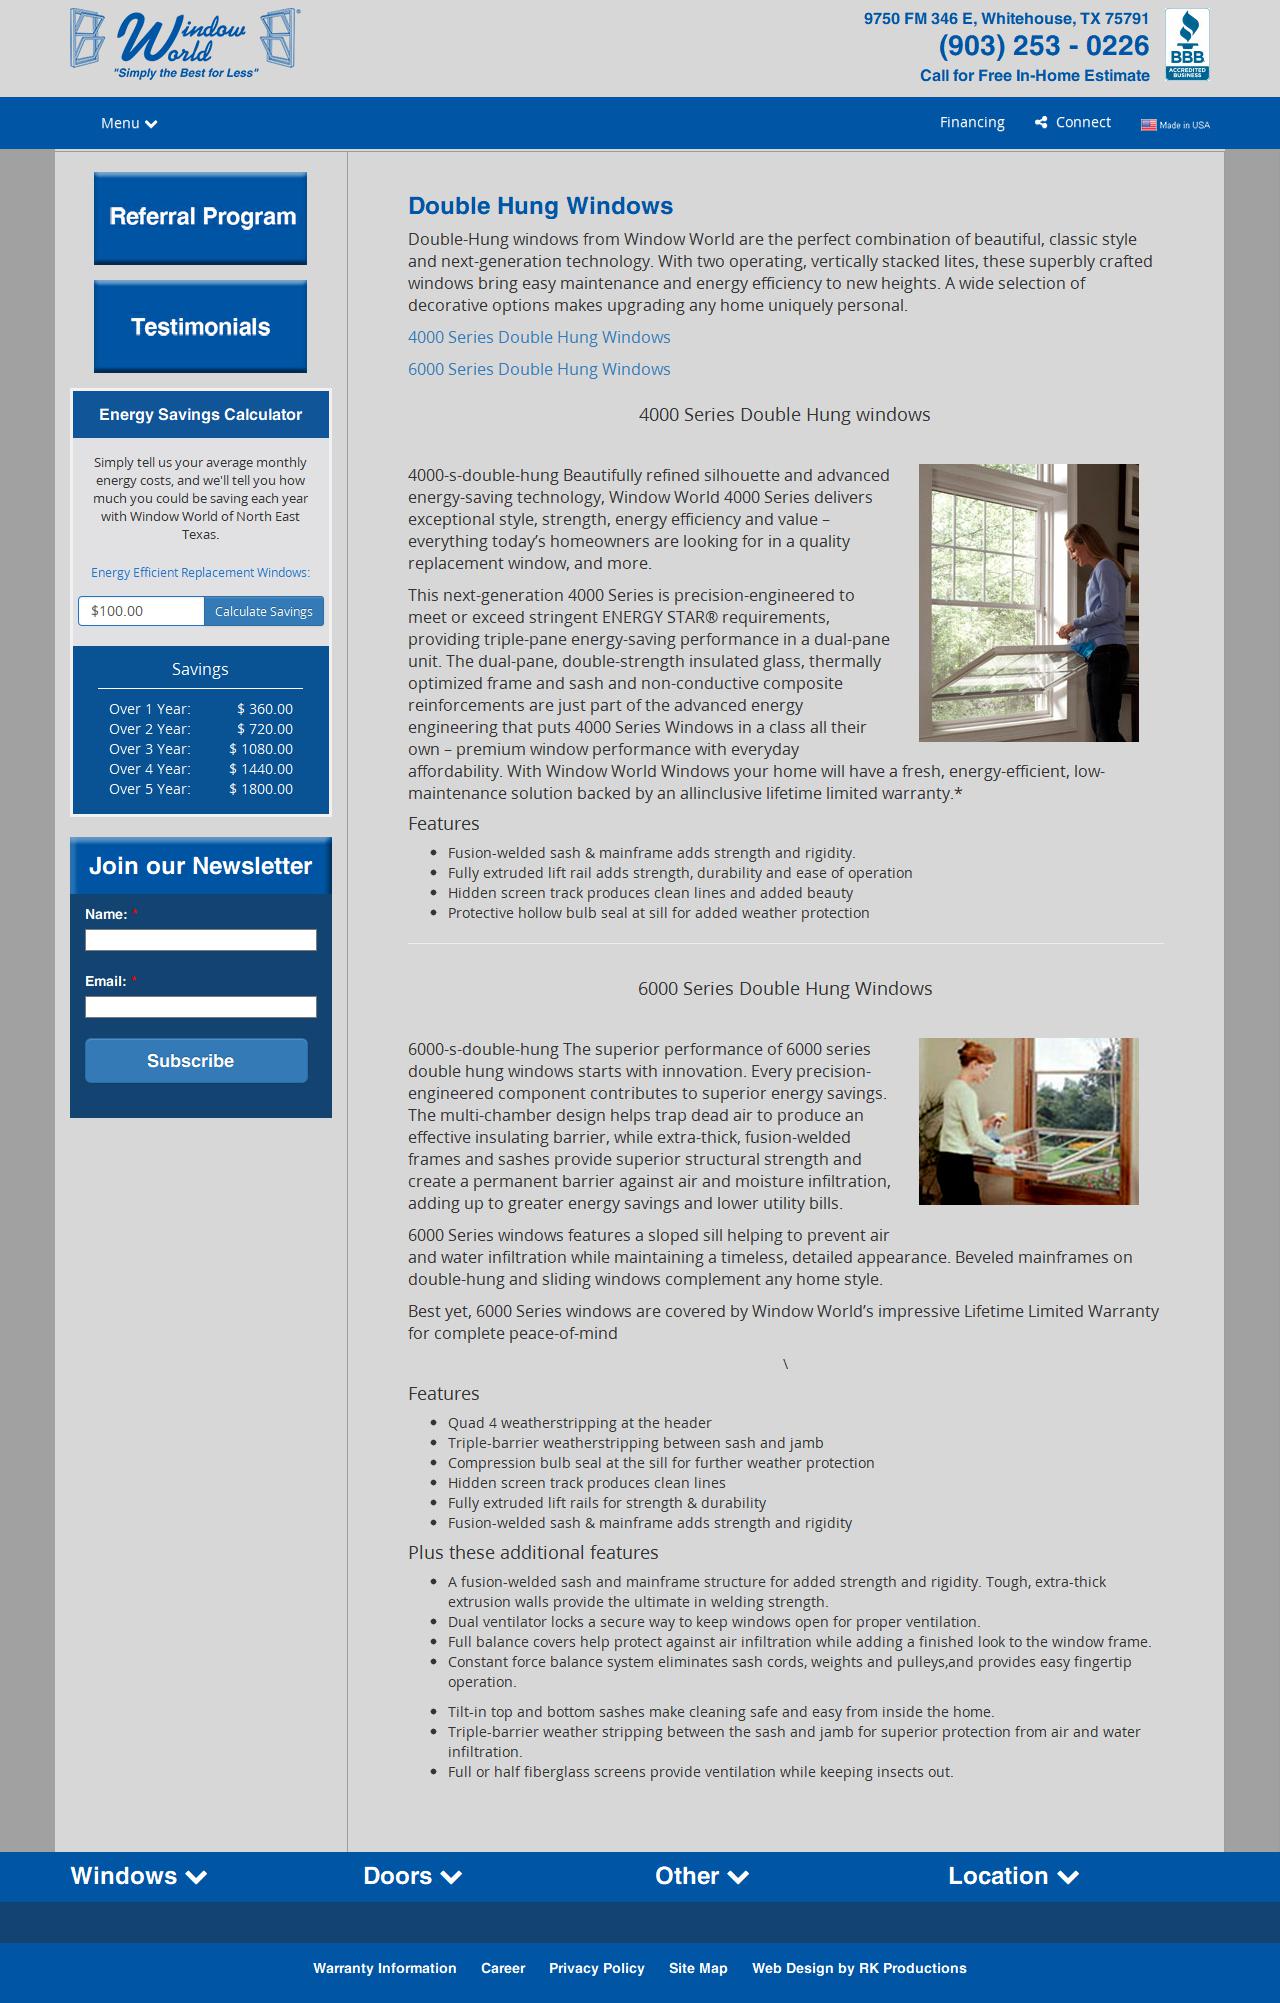 Window World
"Simply the Best for Less"
9750 FM 346 E, Whitehouse, TX 75791
(903) 253 - 0226
Call for Free In-Home Estimate
BBB
ACCREDITED BUSINESS
Menu
Financing
Connect
Made in USA
Referral Program
Testimonials
Energy Savings Calculator
Simply tell us your average monthly
energy costs, and we'll tell you how
much you could be saving each year
with Window World of North East
Texas.
Energy Efficient Replacement Windows:
$100.00
Calculate Savings
Savings
Over 1 Year: $ 360.00
Over 2 Year: $ 720.00
Over 3 Year: $ 1080.00
Over 4 Year: $ 1440.00
Over 5 Year: $ 1800.00
Join our Newsletter
Name: *
Email: *
Subscribe
Double Hung Windows
Double-Hung windows from Window World are the perfect combination of beautiful, classic style
and next-generation technology. With two operating, vertically stacked lites, these superbly crafted
windows bring easy maintenance and energy efficiency to new heights. A wide selection of
decorative options makes upgrading any home uniquely personal.
4000 Series Double Hung Windows
6000 Series Double Hung Windows
4000 Series Double Hung windows
4000-s-double-hung Beautifully refined silhouette and advanced
energy-saving technology, Window World 4000 Series delivers
exceptional style, strength, energy efficiency and value –
everything today’s homeowners are looking for in a quality
replacement window, and more.
This next-generation 4000 Series is precision-engineered to
meet or exceed stringent ENERGY STAR® requirements,
providing triple-pane energy-saving performance in a dual-pane
unit. The dual-pane, double-strength insulated glass, thermally
optimized frame and sash and non-conductive composite
reinforcements are just part of the advanced energy
engineering that puts 4000 Series Windows in a class all their
own – premium window performance with everyday
affordability. With Window World Windows your home will have a fresh, energy-efficient, low-
maintenance solution backed by an allinclusive lifetime limited warranty.*
Features
• Fusion-welded sash & mainframe adds strength and rigidity.
• Fully extruded lift rail adds strength, durability and ease of operation
• Hidden screen track produces clean lines and added beauty
• Protective hollow bulb seal at sill for added weather protection
6000 Series Double Hung Windows
6000-s-double-hung The superior performance of 6000 series
double hung windows starts with innovation. Every precision-
engineered component contributes to superior energy savings.
The multi-chamber design helps trap dead air to produce an
effective insulating barrier, while extra-thick, fusion-welded
frames and sashes provide superior structural strength and
create a permanent barrier against air and moisture infiltration,
adding up to greater energy savings and lower utility bills.
6000 Series windows features a sloped sill helping to prevent air
and water infiltration while maintaining a timeless, detailed appearance. Beveled mainframes on
double-hung and sliding windows complement any home style.
Best yet, 6000 Series windows are covered by Window World’s impressive Lifetime Limited Warranty
for complete peace-of-mind
\
Features
• Quad 4 weatherstripping at the header
• Triple-barrier weatherstripping between sash and jamb
• Compression bulb seal at the sill for further weather protection
• Hidden screen track produces clean lines
• Fully extruded lift rails for strength & durability
• Fusion-welded sash & mainframe adds strength and rigidity
Plus these additional features
• A fusion-welded sash and mainframe structure for added strength and rigidity. Tough, extra-thick
extrusion walls provide the ultimate in welding strength.
• Dual ventilator locks a secure way to keep windows open for proper ventilation.
• Full balance covers help protect against air infiltration while adding a finished look to the window frame.
• Constant force balance system eliminates sash cords, weights and pulleys,and provides easy fingertip
operation.
• Tilt-in top and bottom sashes make cleaning safe and easy from inside the home.
• Triple-barrier weather stripping between the sash and jamb for superior protection from air and water
infiltration.
• Full or half fiberglass screens provide ventilation while keeping insects out.
Windows
Doors
Other
Location
Warranty Information Career Privacy Policy Site Map Web Design by RK Productions